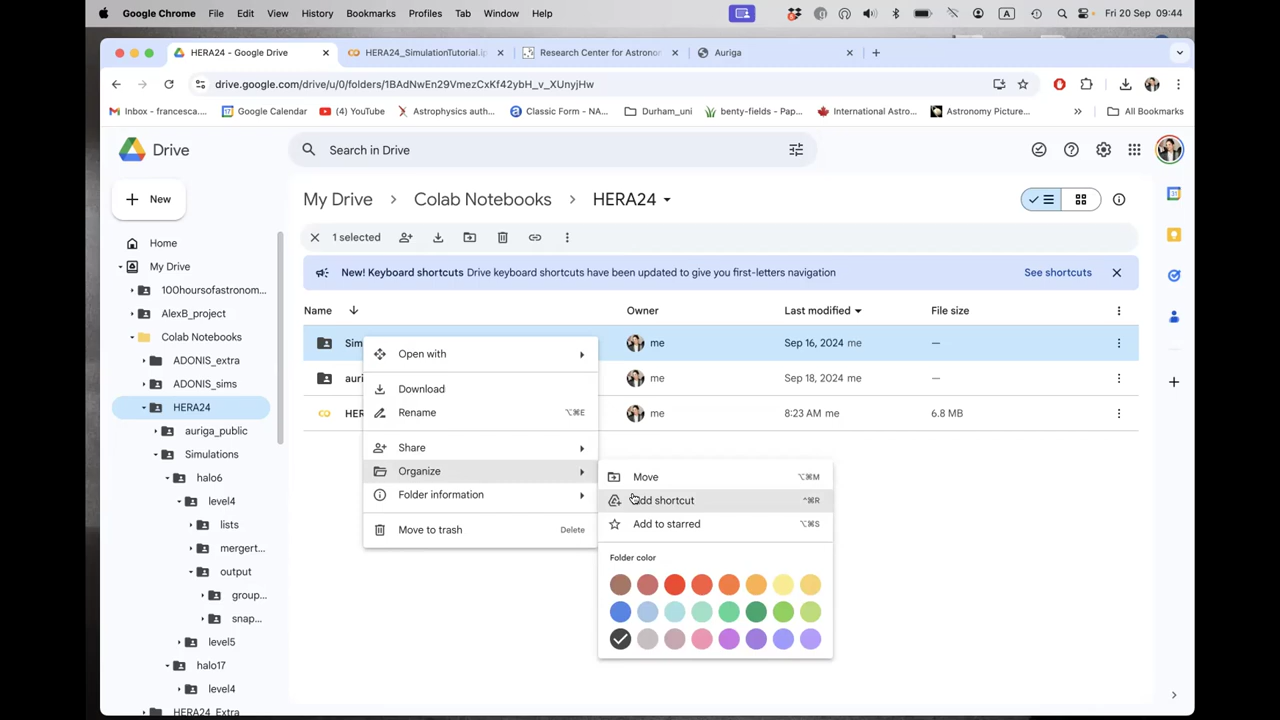 Google Chrome File Edit View History Bookmarks Profiles Tab Window Help A Fri 20 Sep 09:44
HERA24 - Google Drive HERA24_SimulationTutorial.i Research Center for Astronom Auriga
drive.google.com/drive/u/0/folders/1BAdNwEn29VmezCxKf42ybH_v_XUnyjHw
Inbox - francesca.... Google Calendar (4) YouTube Astrophysics auth... Classic Form - NA... Durham_uni benty-fields - Pap... International Astro... Astronomy Picture... All Bookmarks
Drive
Search in Drive
New
My Drive Colab Notebooks HERA24
1 selected
Home
My Drive
100hoursofastronom...
AlexB_project
Colab Notebooks
ADONIS_extra
ADONIS_sims
HERA24
auriga_public
Simulations
halo6
level4
lists
mergert...
output
group...
snap...
level5
halo17
level4
HERA24_Extra
New! Keyboard shortcuts Drive keyboard shortcuts have been updated to give you first-letters navigation See shortcuts
Name Owner Last modified File size
Sim me Sep 16, 2024 me —
auri me Sep 18, 2024 me —
HER me 8:23 AM me 6.8 MB
Open with
Download
Rename ⌥⌘E
Share
Organize
Folder information
Move to trash Delete
Move ⌥⌘M
Add shortcut ^⌘R
Add to starred ⌥⌘S
Folder color